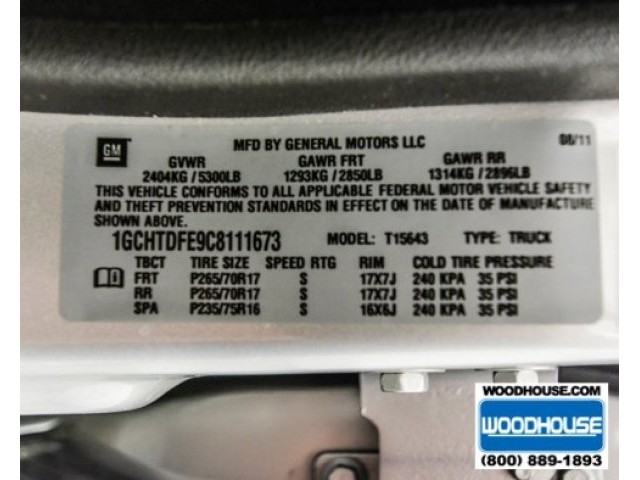 GM
MFD BY GENERAL MOTORS LLC 08/11
GVWR GAWR FRT GAWR RR
2404KG / 5300LB 1293KG / 2850LB 1314KG / 2896LB
THIS VEHICLE CONFORMS TO ALL APPLICABLE FEDERAL MOTOR VEHICLE SAFETY
AND THEFT PREVENTION STANDARDS IN EFFECT ON THE DATE OF MANUFACTURE
SHOWN ABOVE.
1GCHTDFE9C8111673 MODEL: T15643 TYPE: TRUCK
TBCT TIRE SIZE SPEED RTG RIM COLD TIRE PRESSURE
FRT P265/70R17 S 17X7J 240 KPA 35 PSI
RR P265/70R17 S 17X7J 240 KPA 35 PSI
SPA P235/75R16 S 16X6J 240 KPA 35 PSI
WOODHOUSE.COM
WOODHOUSE
(800) 889-1893